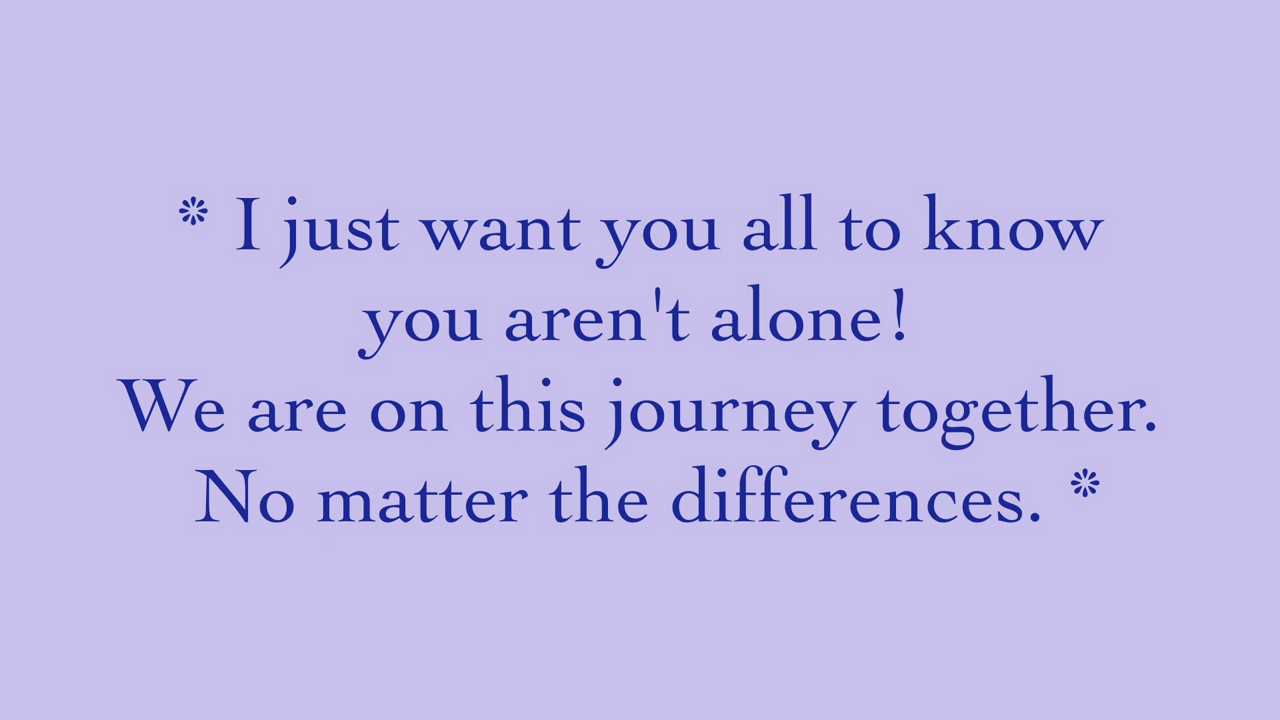 * I just want you all to know
you aren't alone!
We are on this journey together.
No matter the differences. *